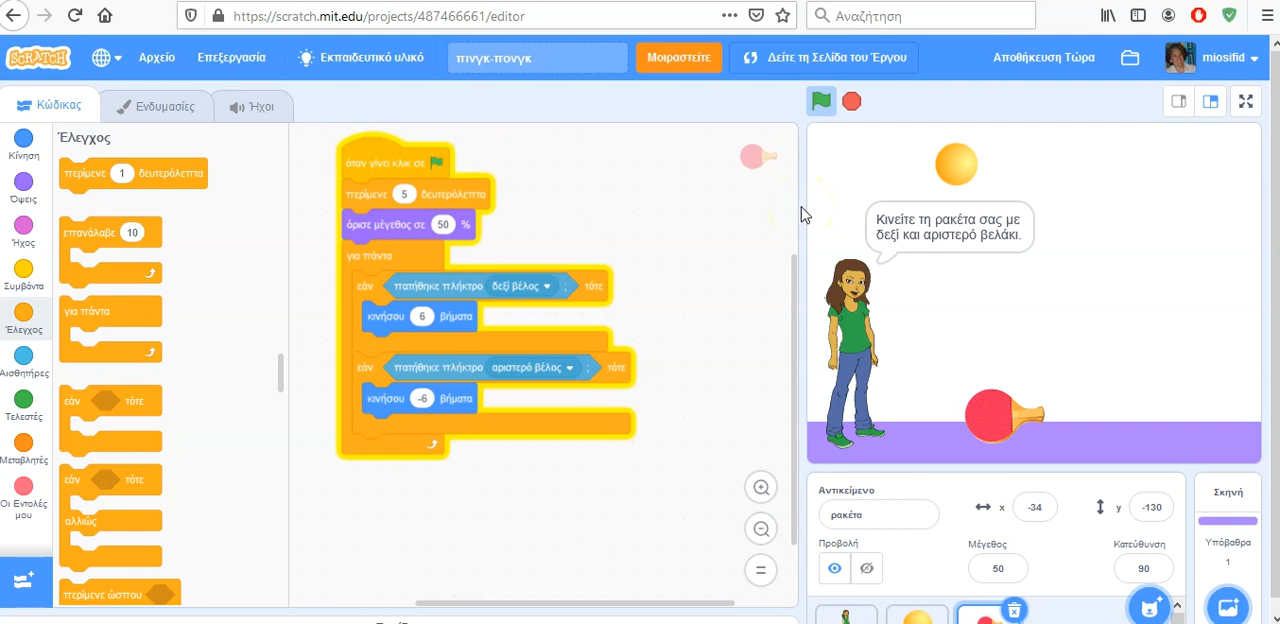 https://scratch.mit.edu/projects/487466661/editor
Αναζήτηση
SCRATCH
Αρχείο
Επεξεργασία
Εκπαιδευτικό υλικό
πινγκ-πονγκ
Μοιραστείτε
Δείτε τη Σελίδα του Έργου
Αποθήκευση Τώρα
miosifid
Κώδικας
Ενδυμασίες
Ήχοι
Κίνηση
Όψεις
Ήχος
Συμβάντα
Έλεγχος
Αισθητήρες
Τελεστές
Μεταβλητές
Οι Εντολές
μου
Έλεγχος
περίμενε 1 δευτερόλεπτα
επανάλαβε 10
για πάντα
εάν τότε
εάν τότε
αλλιώς
περίμενε ώσπου
όταν γίνει κλικ σε
περίμενε 5 δευτερόλεπτα
όρισε μέγεθος σε 50 %
για πάντα
εάν πατήθηκε πλήκτρο δεξί βέλος ; τότε
κινήσου 6 βήματα
εάν πατήθηκε πλήκτρο αριστερό βέλος ; τότε
κινήσου -6 βήματα
Κινείτε τη ρακέτα σας με
δεξί και αριστερό βελάκι.
Αντικείμενο
ρακέτα
x -34
y -130
Προβολή
Μέγεθος
50
Κατεύθυνση
90
Σκηνή
Υπόβαθρα
1